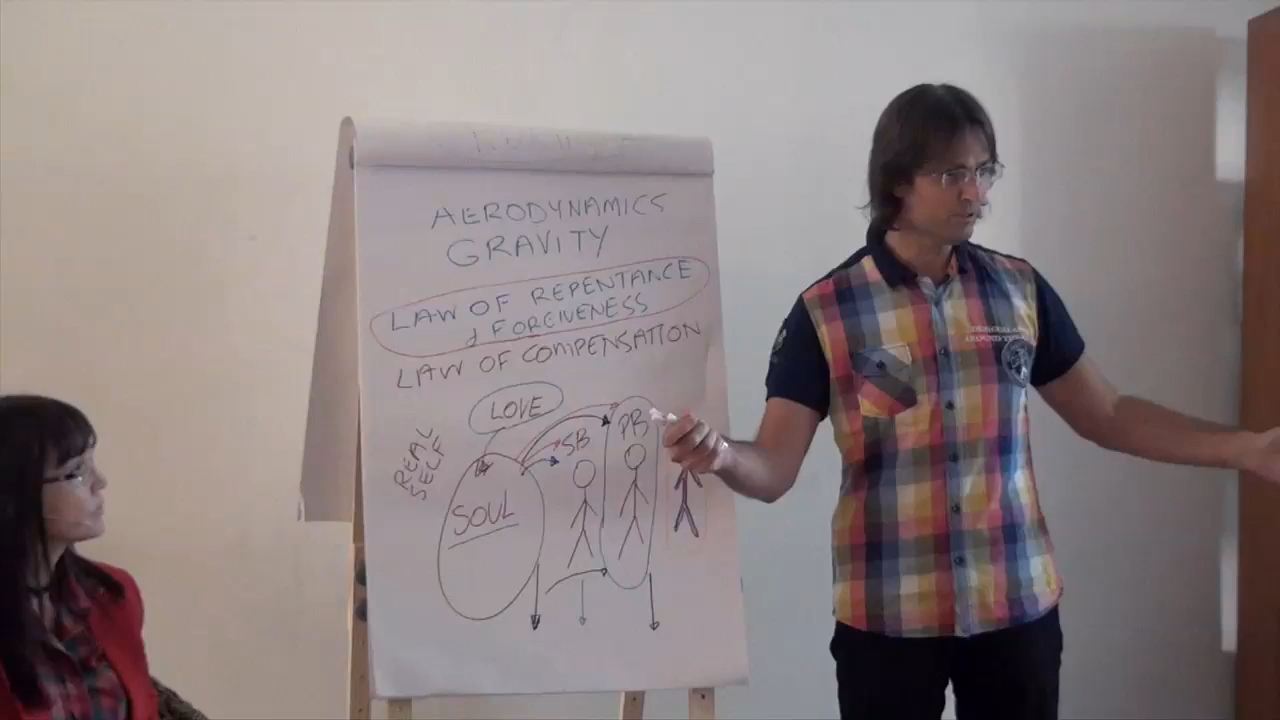 AERODYNAMICS
GRAVITY
LAW OF REPENTANCE
& FORGIVENESS
LAW OF COMPENSATION
LOVE
REAL
SELF
SB
PB
SOUL